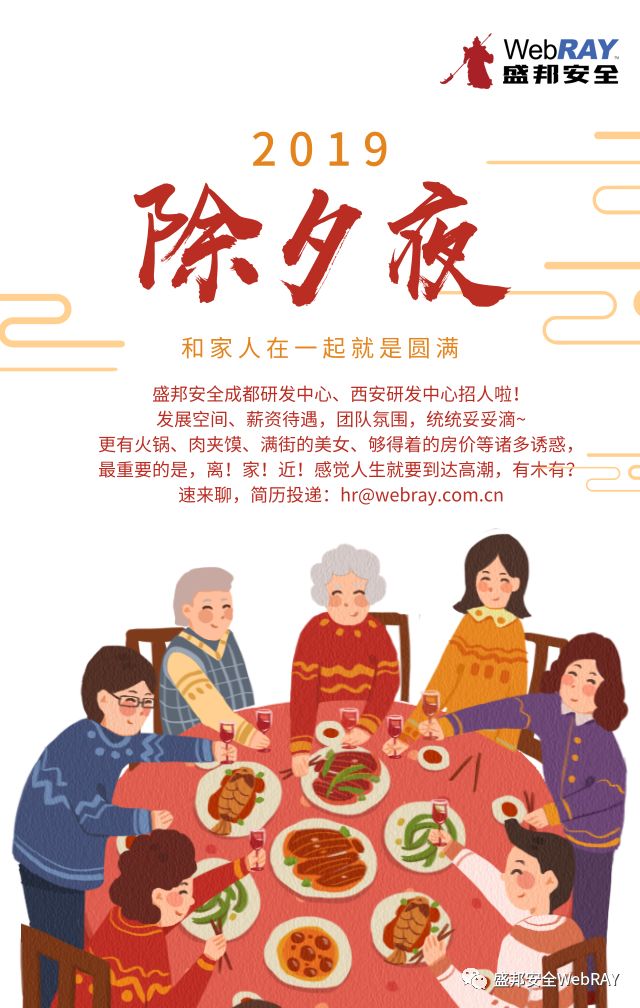 WebRAY™
盛邦安全
2019
除夕夜
和家人在一起就是圆满
盛邦安全成都研发中心、西安研发中心招人啦！
发展空间、薪资待遇，团队氛围，统统妥妥滴~
更有火锅、肉夹馍、满街的美女、够得着的房价等诸多诱惑，
最重要的是，离！家！近！感觉人生就要到达高潮，有木有？
速来聊，简历投递：hr@webray.com.cn
盛邦安全WebRAY